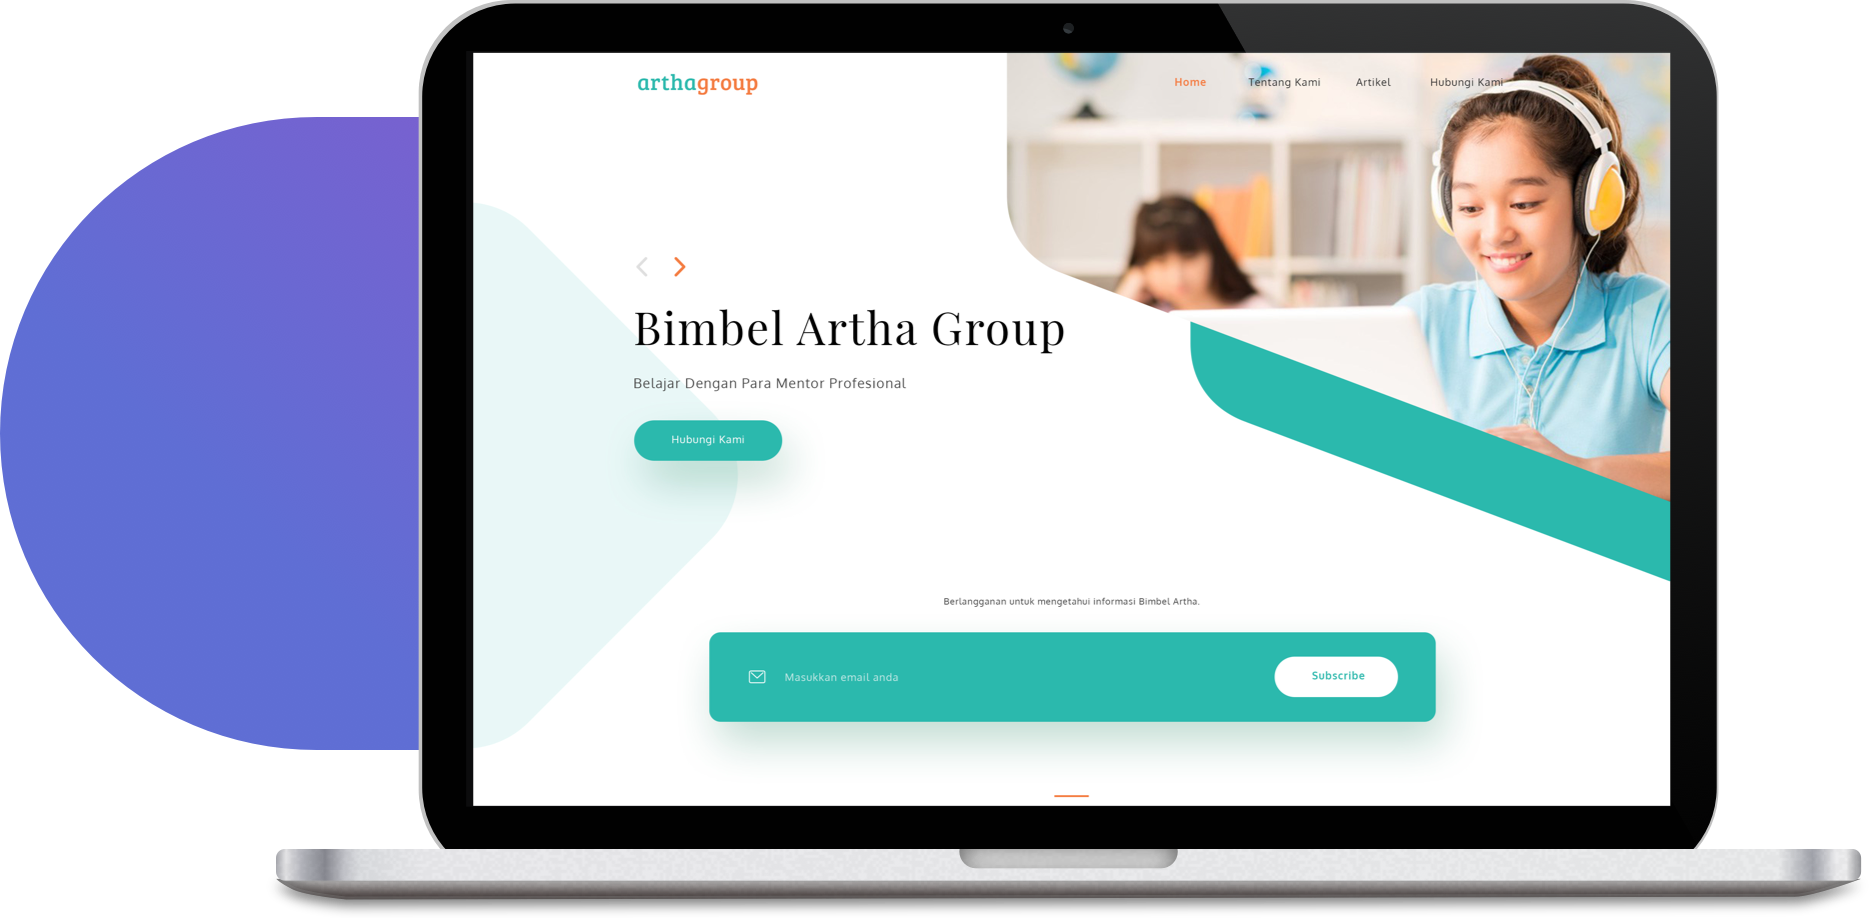 arthagroup
Home Tentang Kami Artikel Hubungi Kami
Bimbel Artha Group
Belajar Dengan Para Mentor Profesional
Hubungi Kami
Berlangganan untuk mengetahui informasi Bimbel Artha.
Masukkan email anda
Subscribe